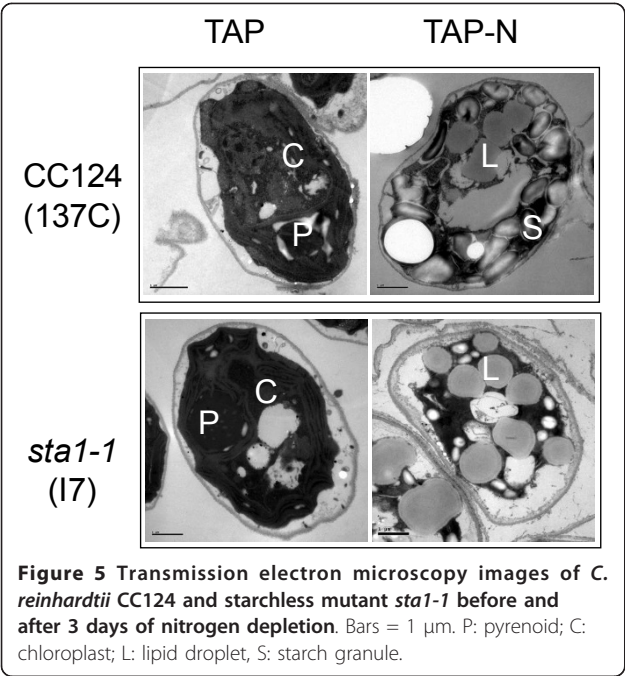 TAP TAP-N
CC124
(137C)
C
P
L
S
sta1-1
(I7)
P
C
L
Figure 5 Transmission electron microscopy images of C.
reinhardtii CC124 and starchless mutant sta1-1 before and
after 3 days of nitrogen depletion. Bars = 1 μm. P: pyrenoid; C:
chloroplast; L: lipid droplet, S: starch granule.